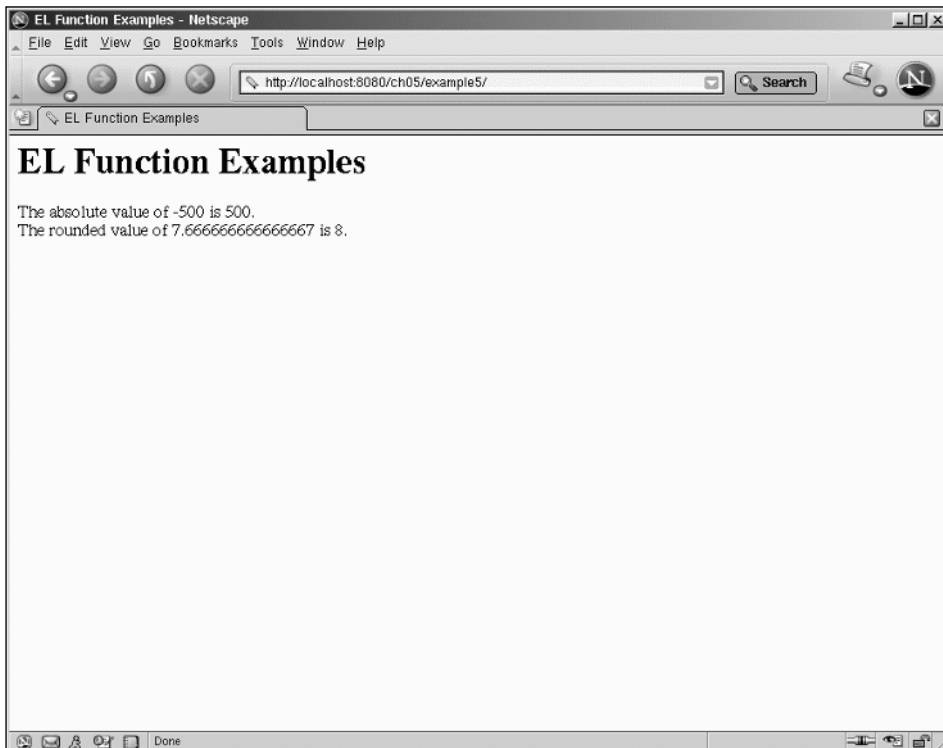 EL Function Examples - Netscape
File Edit View Go Bookmarks Tools Window Help
http://localhost:8080/ch05/example5/
Search
N
EL Function Examples
EL Function Examples
The absolute value of -500 is 500.
The rounded value of 7.666666666666667 is 8.
Done